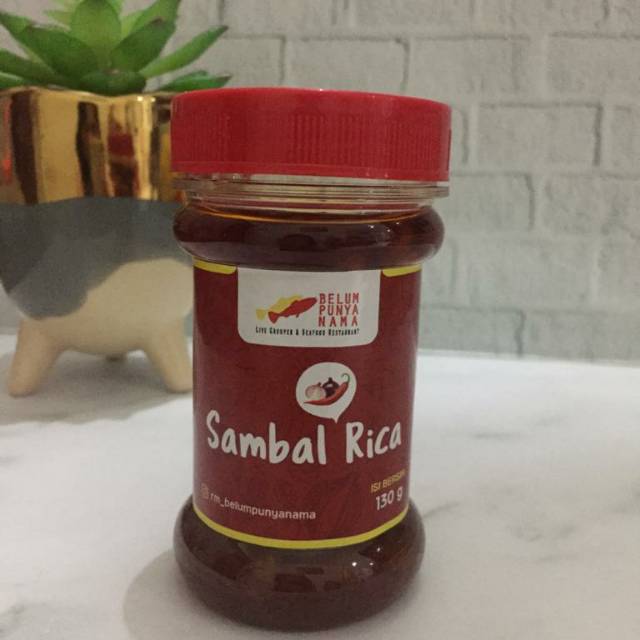 BELUM
PUNYA
NAMA
LIVE GROUPER & SEAFOOD RESTAURANT
Sambal Rica
ISI BERSIH
130 g
rm_belumpunyanama